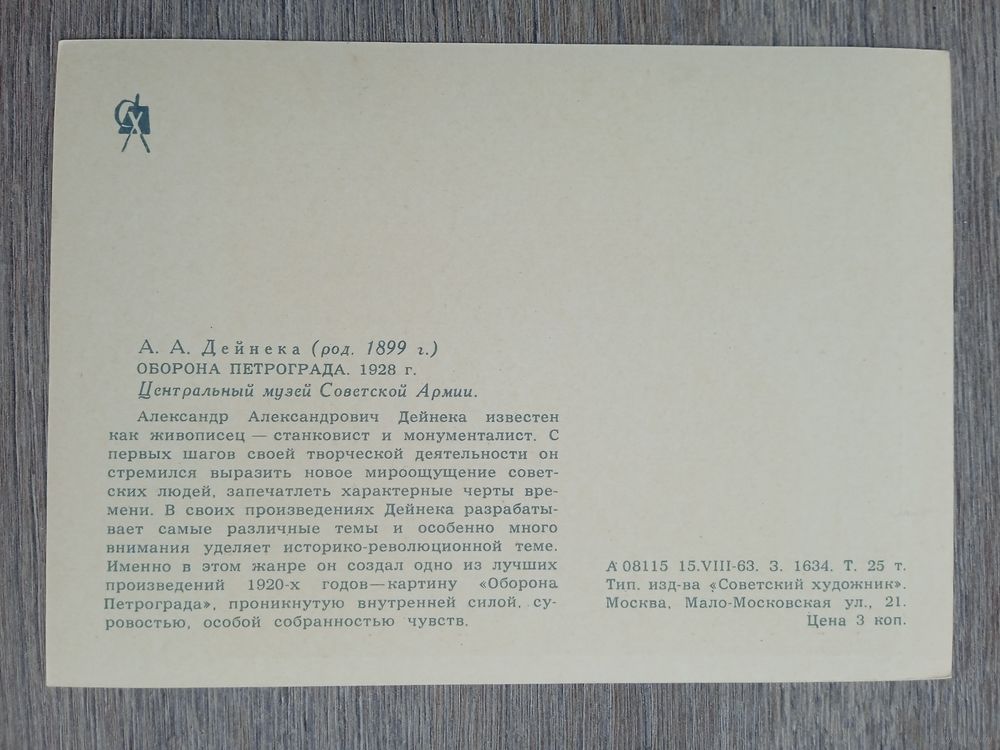 СХ
А. А. Дейнека (род. 1899 г.)
ОБОРОНА ПЕТРОГРАДА. 1928 г.
Центральный музей Советской Армии.
Александр Александрович Дейнека известен
как живописец — станковист и монументалист. С
первых шагов своей творческой деятельности он
стремился выразить новое мироощущение совет-
ских людей, запечатлеть характерные черты вре-
мени. В своих произведениях Дейнека разрабаты-
вает самые различные темы и особенно много
внимания уделяет историко-революционной теме.
Именно в этом жанре он создал одно из лучших
произведений 1920-х годов—картину «Оборона
Петрограда», проникнутую внутренней силой, су-
ровостью, особой собранностью чувств.
А 08115 15.VIII-63. З. 1634. Т. 25 т.
Тип. изд-ва «Советский художник».
Москва, Мало-Московская ул., 21.
Цена 3 коп.